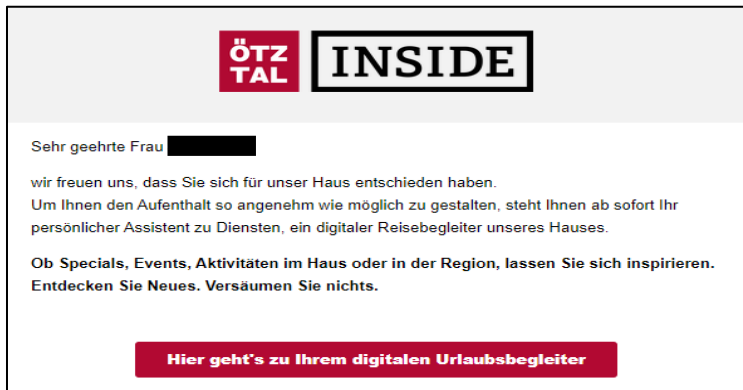 ÖTZ
TAL
INSIDE
Sehr geehrte Frau
wir freuen uns, dass Sie sich für unser Haus entschieden haben.
Um Ihnen den Aufenthalt so angenehm wie möglich zu gestalten, steht Ihnen ab sofort Ihr
persönlicher Assistent zu Diensten, ein digitaler Reisebegleiter unseres Hauses.
Ob Specials, Events, Aktivitäten im Haus oder in der Region, lassen Sie sich inspirieren.
Entdecken Sie Neues. Versäumen Sie nichts.
Hier geht's zu Ihrem digitalen Urlaubsbegleiter